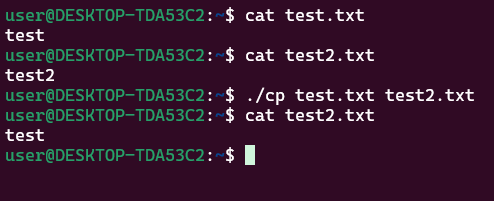 user@DESKTOP-TDA53C2:~$ cat test.txt
test
user@DESKTOP-TDA53C2:~$ cat test2.txt
test2
user@DESKTOP-TDA53C2:~$ ./cp test.txt test2.txt
user@DESKTOP-TDA53C2:~$ cat test2.txt
test
user@DESKTOP-TDA53C2:~$